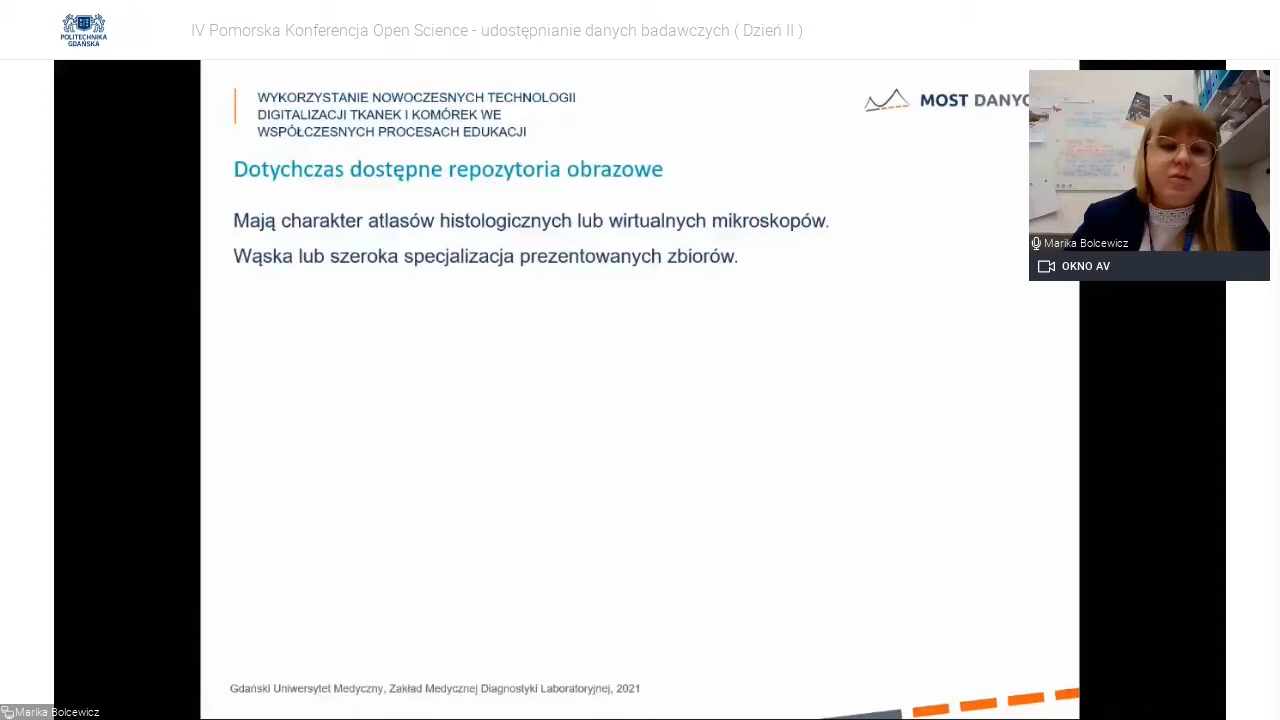 POLITECHNIKA
GDAŃSKA
IV Pomorska Konferencja Open Science - udostępnianie danych badawczych ( Dzień II )
WYKORZYSTANIE NOWOCZESNYCH TECHNOLOGII
DIGITALIZACJI TKANEK I KOMÓREK WE
WSPÓŁCZESNYCH PROCESACH EDUKACJI
MOST DANYC
Dotychczas dostępne repozytoria obrazowe
Mają charakter atlasów histologicznych lub wirtualnych mikroskopów.
Wąska lub szeroka specjalizacja prezentowanych zbiorów.
Marika Bolcewicz
OKNO AV
Gdański Uniwersytet Medyczny, Zakład Medycznej Diagnostyki Laboratoryjnej, 2021
Marika Bolcewicz